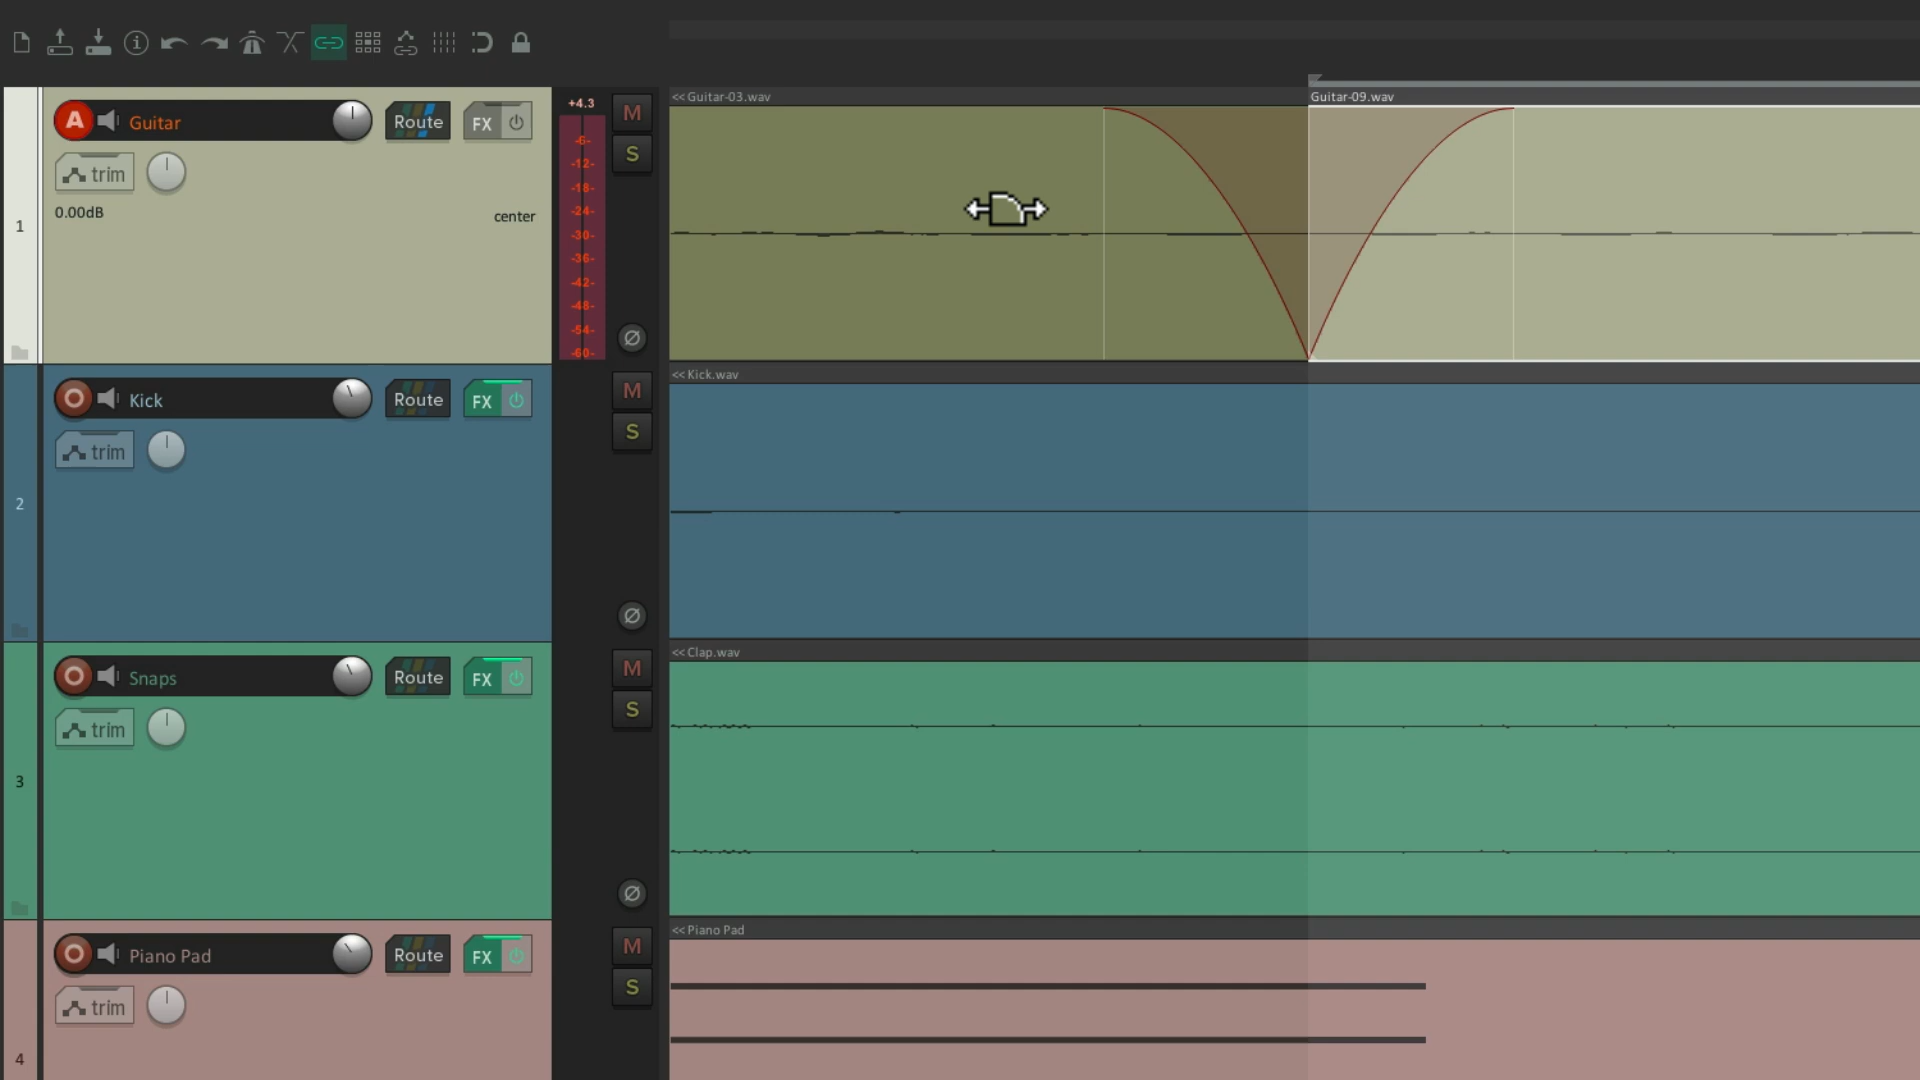 +4.3
<< Guitar-03.wav
Guitar-09.wav
A
Guitar
Route
FX
M
-6-
-12-
-18-
-24-
-30-
-36-
-42-
-48-
-54-
-60-
S
trim
0.00dB
center
1
Ø
<< Kick.wav
Kick
Route
FX
M
S
trim
2
Ø
<< Clap.wav
Snaps
Route
FX
M
S
trim
3
Ø
<< Piano Pad
Piano Pad
Route
FX
M
S
trim
4